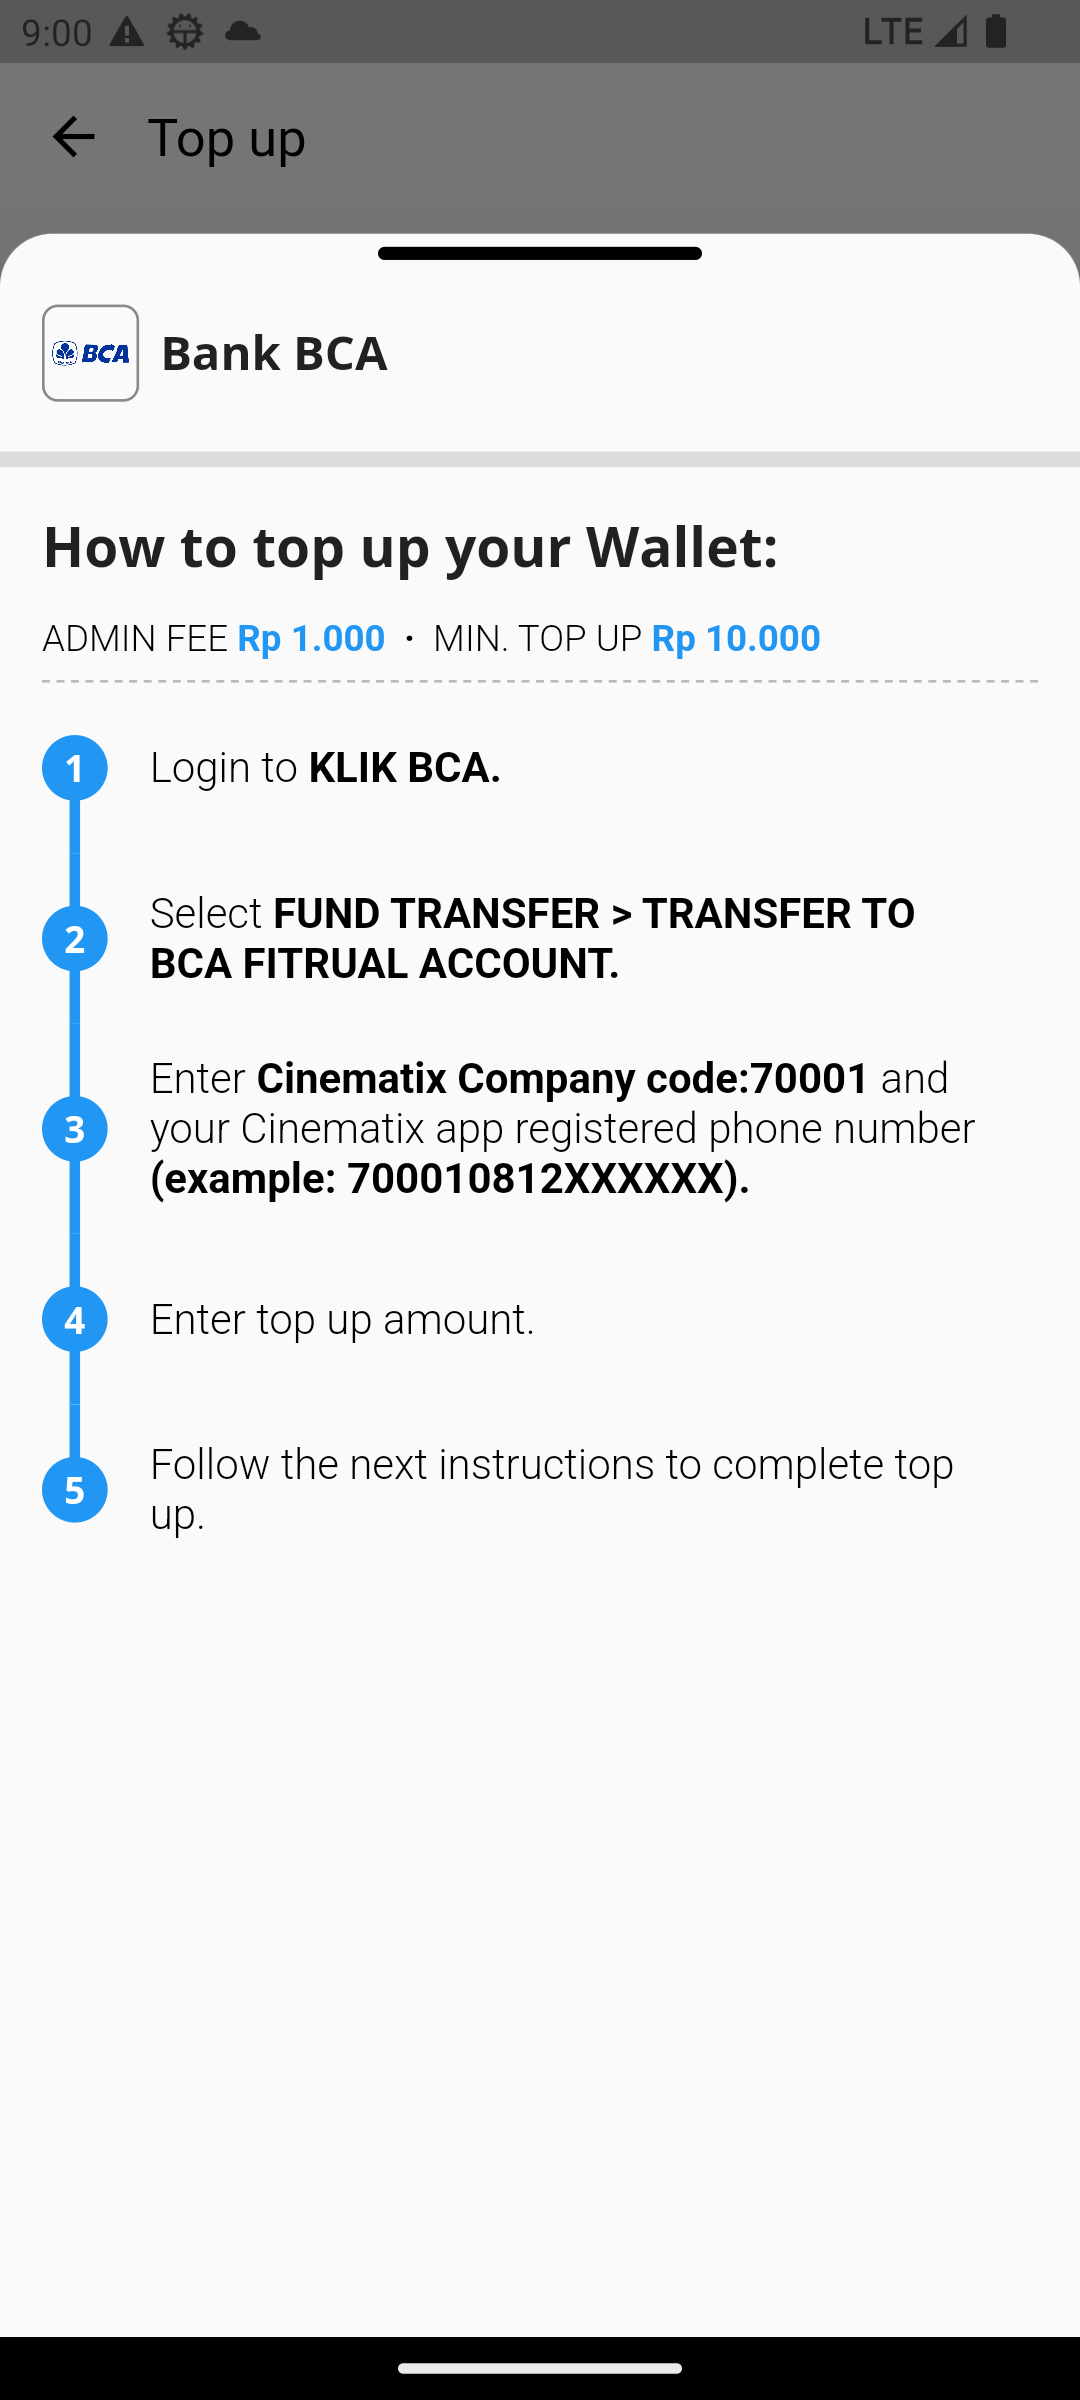 9:00
LTE
Top up
BCA
Bank BCA
How to top up your Wallet:
ADMIN FEE Rp 1.000 • MIN. TOP UP Rp 10.000
1
Login to KLIK BCA.
2
Select FUND TRANSFER > TRANSFER TO
BCA FITRUAL ACCOUNT.
3
Enter Cinematix Company code:70001 and
your Cinematix app registered phone number
(example: 700010812XXXXXX).
4
Enter top up amount.
5
Follow the next instructions to complete top
up.